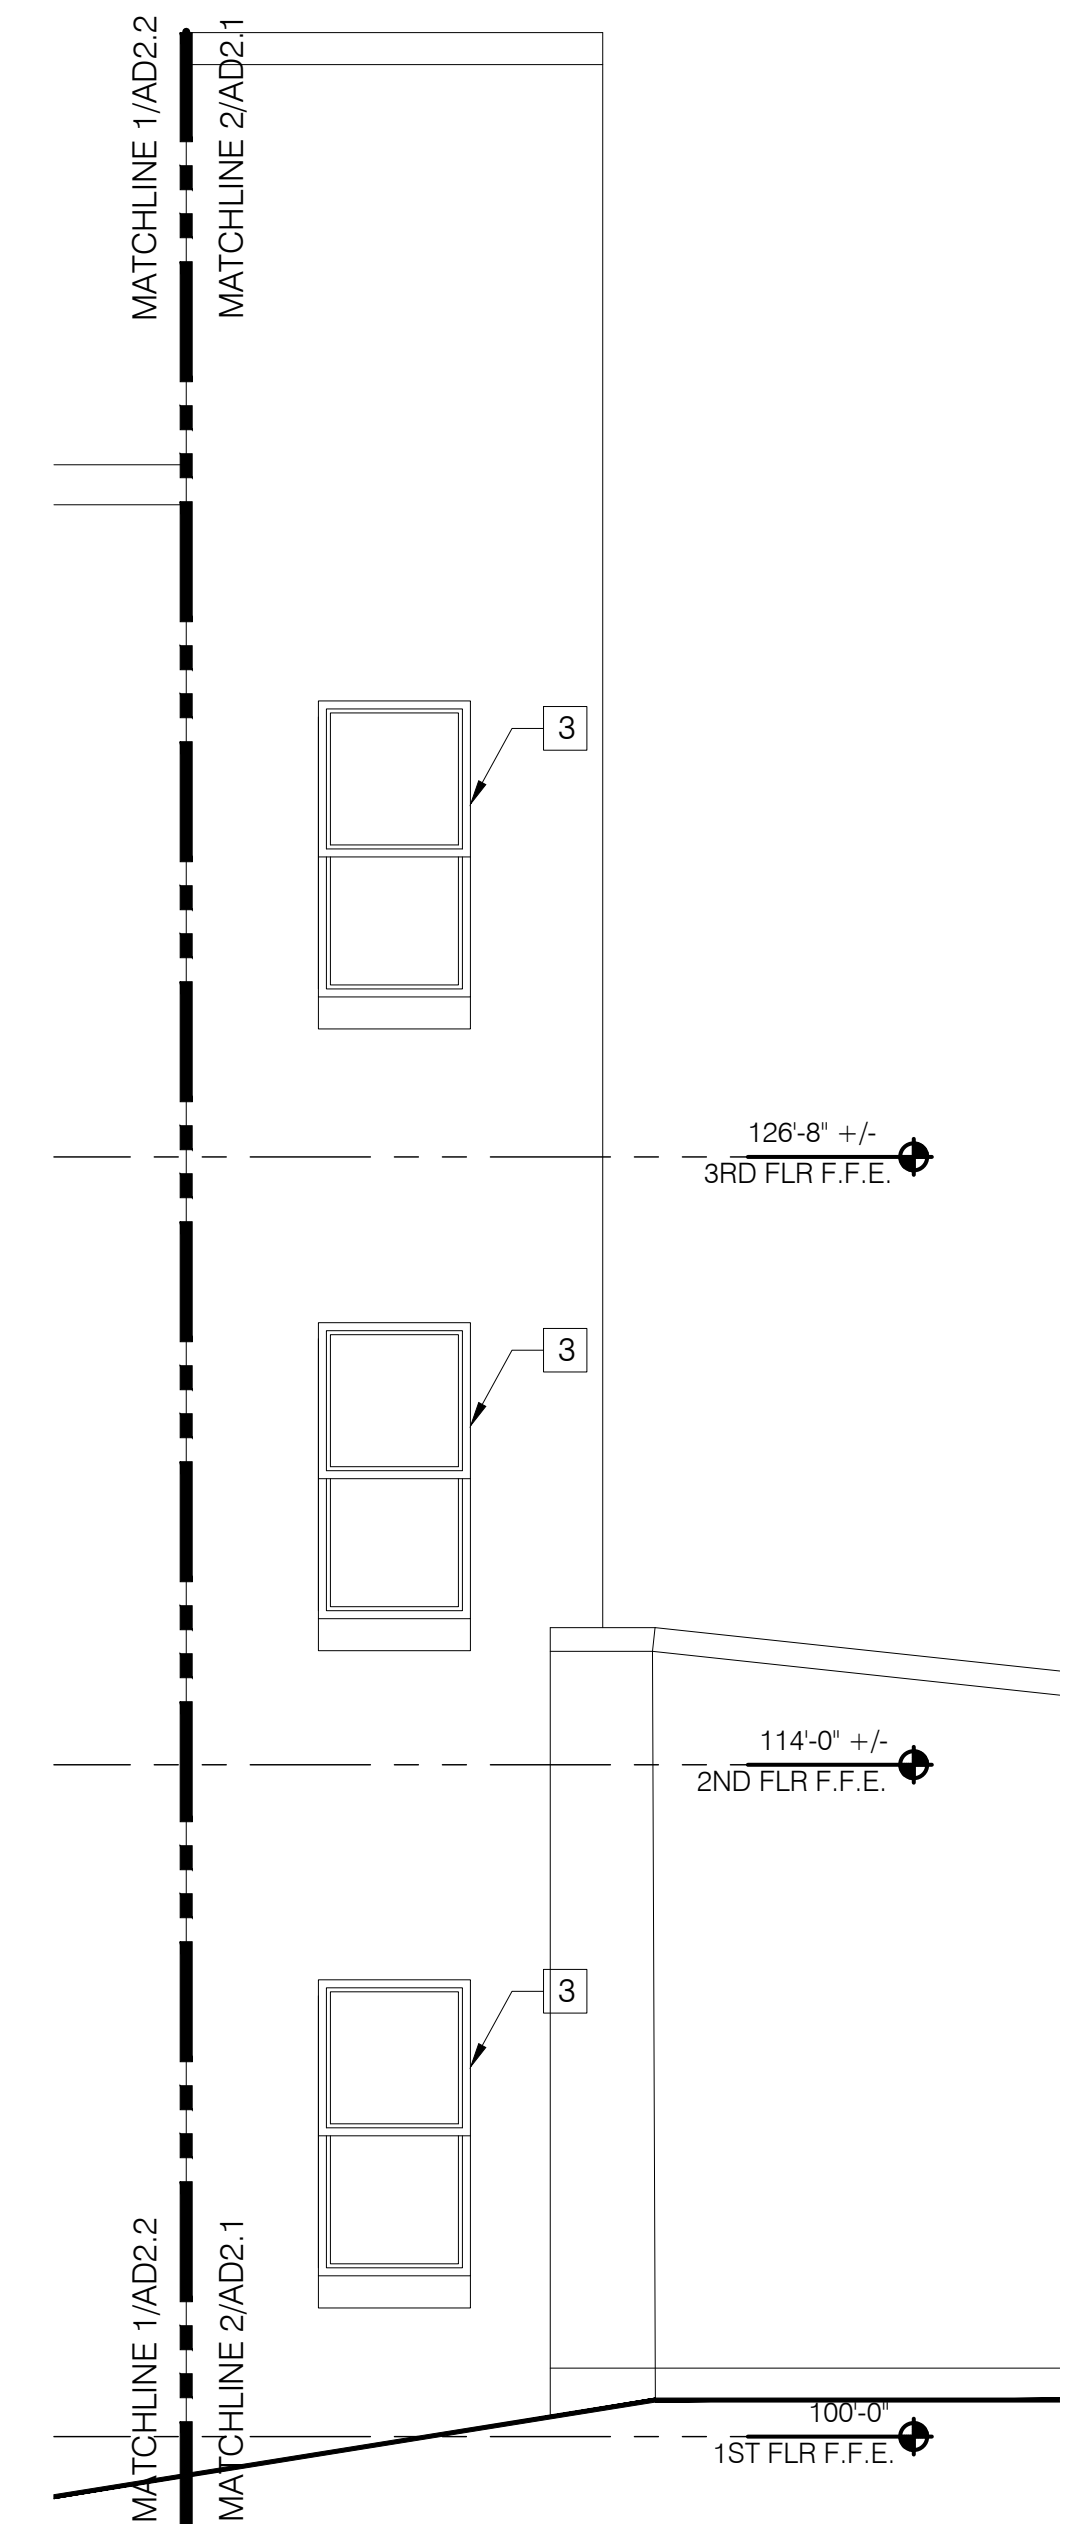 MATCHLINE 1/AD2.2
MATCHLINE 2/AD2.1
3
126'-8" +/-
3RD FLR F.F.E.
3
114'-0" +/-
2ND FLR F.F.E.
3
MATCHLINE 1/AD2.2
MATCHLINE 2/AD2.1
100'-0"
1ST FLR F.F.E.